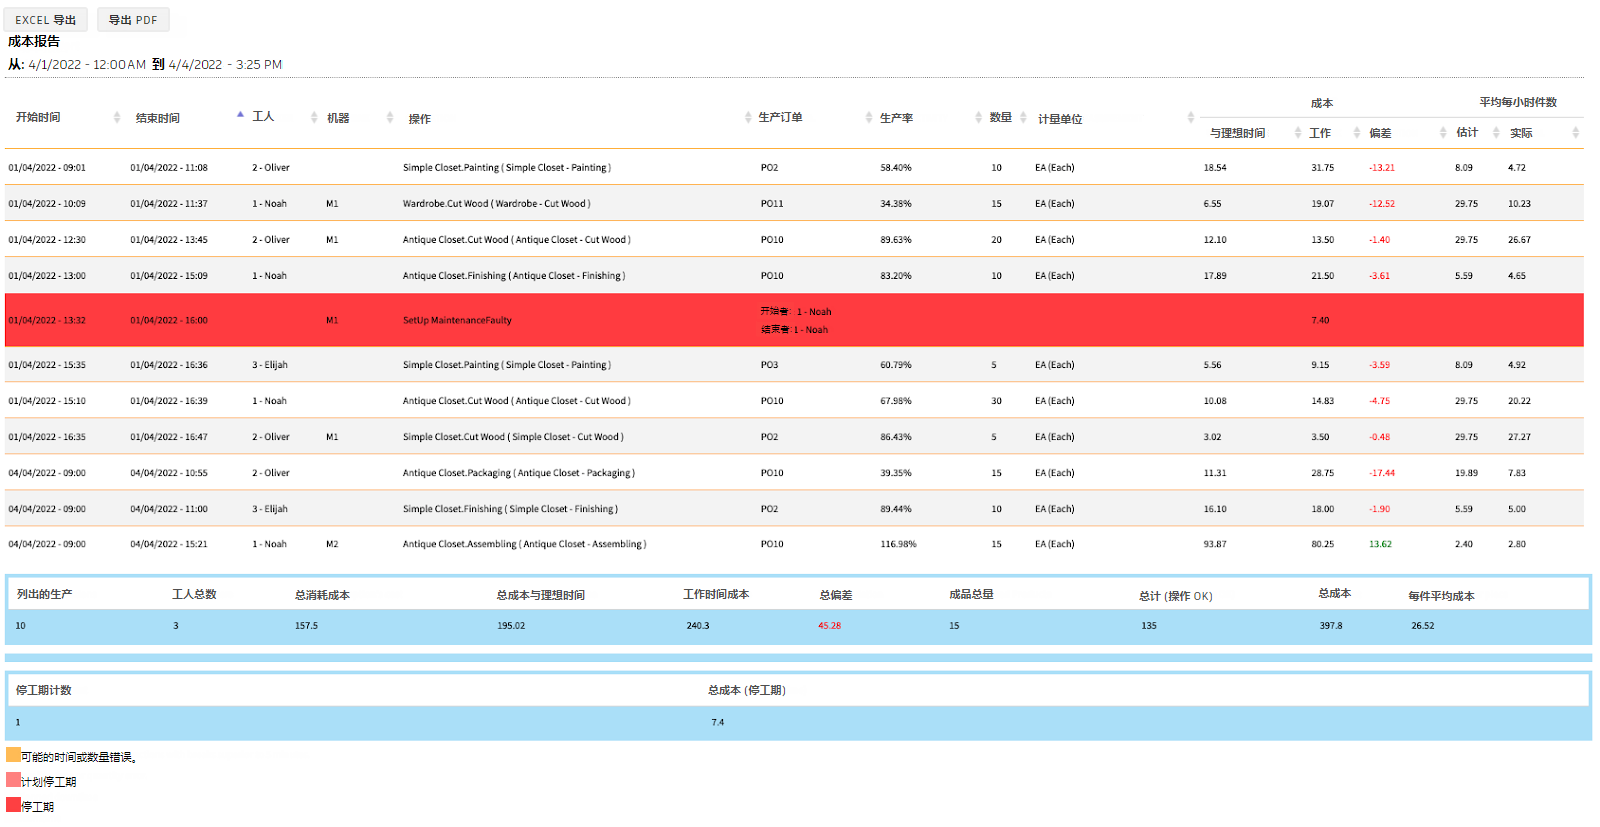 EXCEL 导出 导出 PDF
成本报告
从: 4/1/2022 - 12:00 AM 到 4/4/2022 - 3:25 PM
成本 平均每小时件数
开始时间 结束时间 工人 机器 操作 生产订单 生产率 数量 计量单位
与理想时间 工作 偏差 估计 实际
01/04/2022 - 09:01 01/04/2022 - 11:08 2 - Oliver Simple Closet.Painting ( Simple Closet - Painting ) PO2 58.40% 10 EA (Each) 18.54 31.75 -13.21 8.09 4.72
01/04/2022 - 10:09 01/04/2022 - 11:37 1 - Noah M1 Wardrobe.Cut Wood ( Wardrobe - Cut Wood ) PO11 34.38% 15 EA (Each) 6.55 19.07 -12.52 29.75 10.23
01/04/2022 - 12:30 01/04/2022 - 13:45 2 - Oliver M1 Antique Closet.Cut Wood ( Antique Closet - Cut Wood ) PO10 89.63% 20 EA (Each) 12.10 13.50 -1.40 29.75 26.67
01/04/2022 - 13:00 01/04/2022 - 15:09 1 - Noah Antique Closet.Finishing ( Antique Closet - Finishing ) PO10 83.20% 10 EA (Each) 17.89 21.50 -3.61 5.59 4.65
开始者: 1 - Noah
01/04/2022 - 13:32 01/04/2022 - 16:00 M1 SetUp MaintenanceFaulty 7.40
结束者: 1 - Noah
01/04/2022 - 15:35 01/04/2022 - 16:36 3 - Elijah Simple Closet.Painting ( Simple Closet - Painting ) PO3 60.79% 5 EA (Each) 5.56 9.15 -3.59 8.09 4.92
01/04/2022 - 15:10 01/04/2022 - 16:39 1 - Noah Antique Closet.Cut Wood ( Antique Closet - Cut Wood ) PO10 67.98% 30 EA (Each) 10.08 14.83 -4.75 29.75 20.22
01/04/2022 - 16:35 01/04/2022 - 16:47 2 - Oliver M1 Simple Closet.Cut Wood ( Simple Closet - Cut Wood ) PO2 86.43% 5 EA (Each) 3.02 3.50 -0.48 29.75 27.27
04/04/2022 - 09:00 04/04/2022 - 10:55 2 - Oliver Antique Closet.Packaging ( Antique Closet - Packaging ) PO10 39.35% 15 EA (Each) 11.31 28.75 -17.44 19.89 7.83
04/04/2022 - 09:00 04/04/2022 - 11:00 3 - Elijah Simple Closet.Finishing ( Simple Closet - Finishing ) PO2 89.44% 10 EA (Each) 16.10 18.00 -1.90 5.59 5.00
04/04/2022 - 09:00 04/04/2022 - 15:21 1 - Noah M2 Antique Closet.Assembling ( Antique Closet - Assembling ) PO10 116.98% 15 EA (Each) 93.87 80.25 13.62 2.40 2.80
列出的生产 工人总数 总消耗成本 总成本与理想时间 工作时间成本 总偏差 成品总量 总计 (操作 OK) 总成本 每件平均成本
10 3 157.5 195.02 240.3 45.28 15 135 397.8 26.52
停工期计数 总成本 (停工期)
1 7.4
可能的时间或数量错误。
计划停工期
停工期